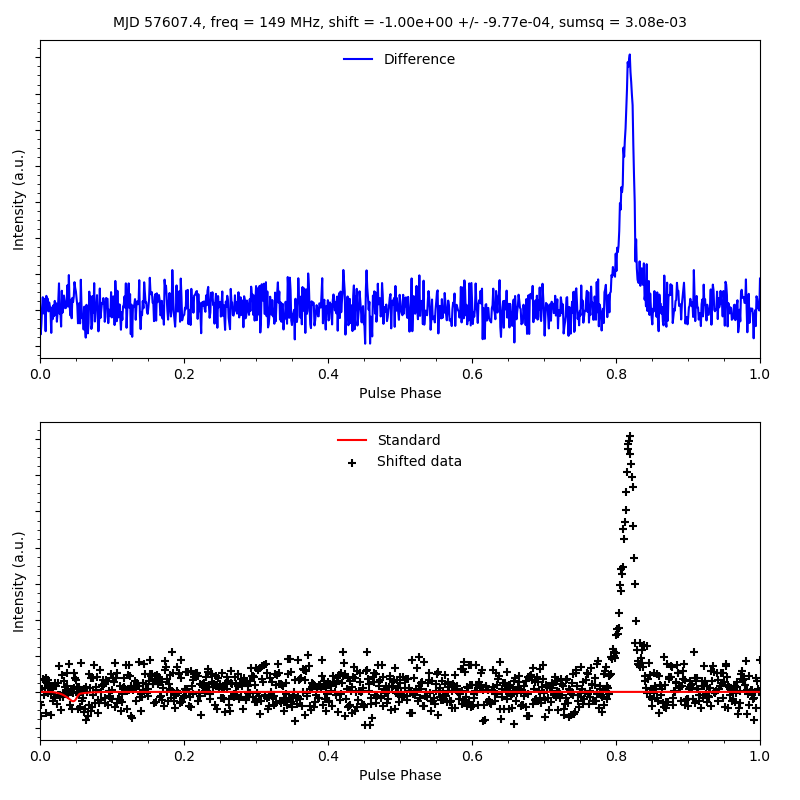 MJD 57607.4, freq = 149 MHz, shift = -1.00e+00 +/- -9.77e-04, sumsq = 3.08e-03
Difference
Intensity (a.u.)
0.0 0.2 0.4 0.6 0.8 1.0
Pulse Phase
Standard
Shifted data
Intensity (a.u.)
0.0 0.2 0.4 0.6 0.8 1.0
Pulse Phase